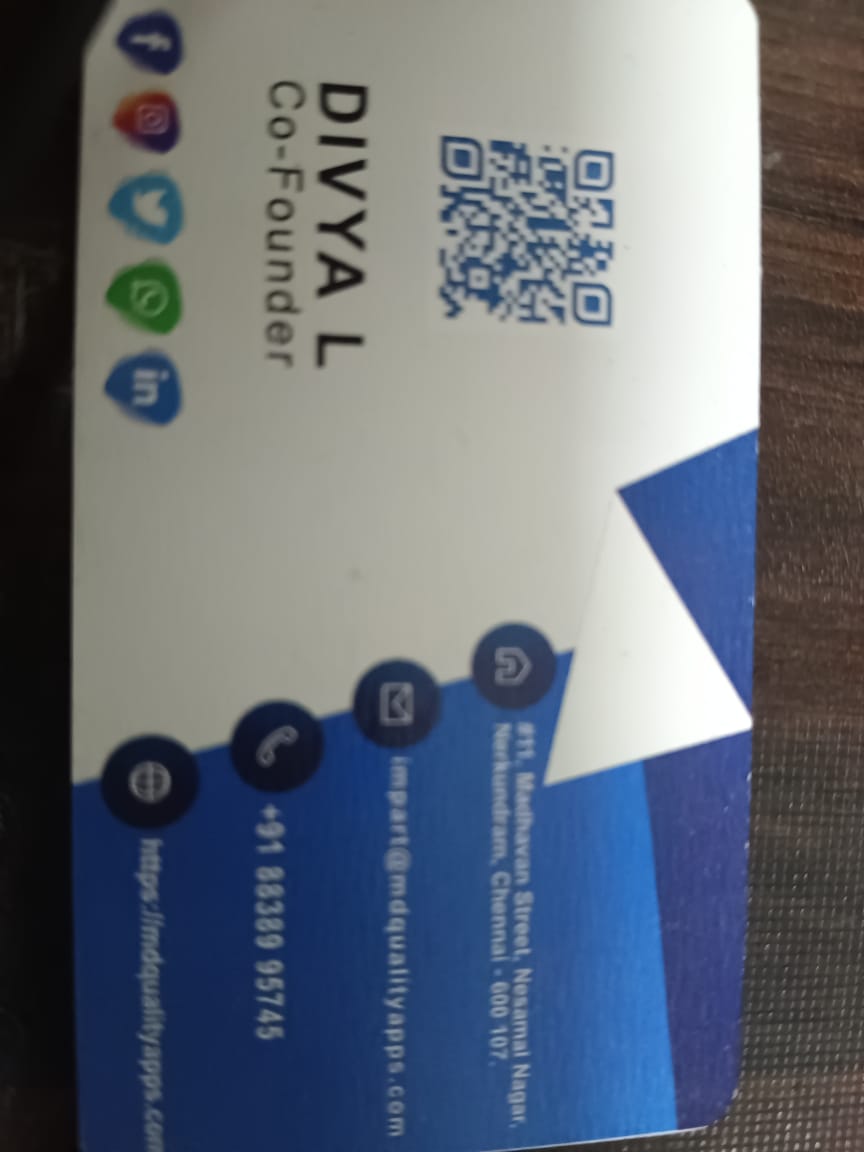 DIVYA L
Co-Founder
#11, Madhavan Street, Nesamal Nagar,
Nerkundram, Chennai - 600 107.
impart@mdqualityapps.com
+91 88389 95745
https://mdqualityapps.com